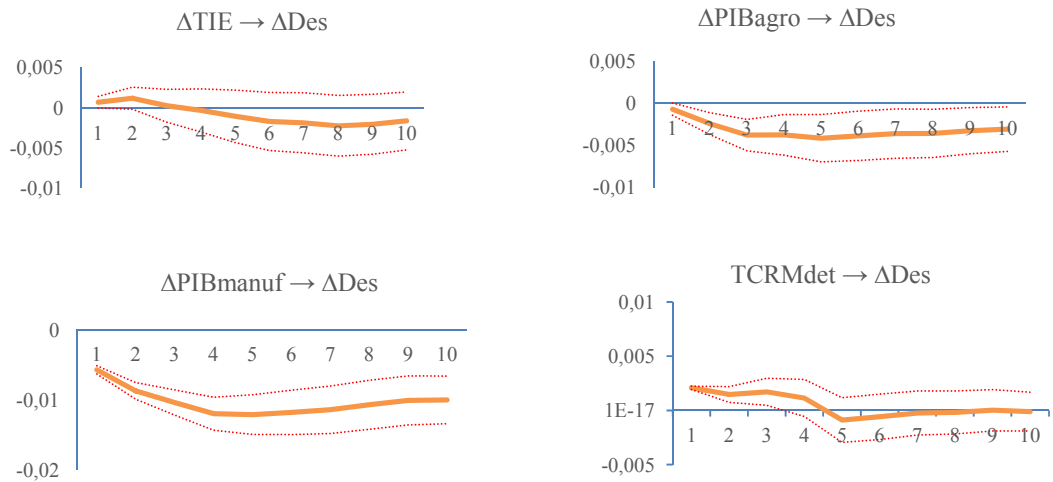 ΔTIE → ΔDes
0,005
0
1 2 3 4 5 6 7 8 9 10
-0,005
-0,01
ΔPIBagro → ΔDes
0,005
0
1 2 3 4 5 6 7 8 9 10
-0,005
-0,01
ΔPIBmanuf → ΔDes
0
1 2 3 4 5 6 7 8 9 10
-0,01
-0,02
TCRMdet → ΔDes
0,01
0,005
1E-17
1 2 3 4 5 6 7 8 9 10
-0,005